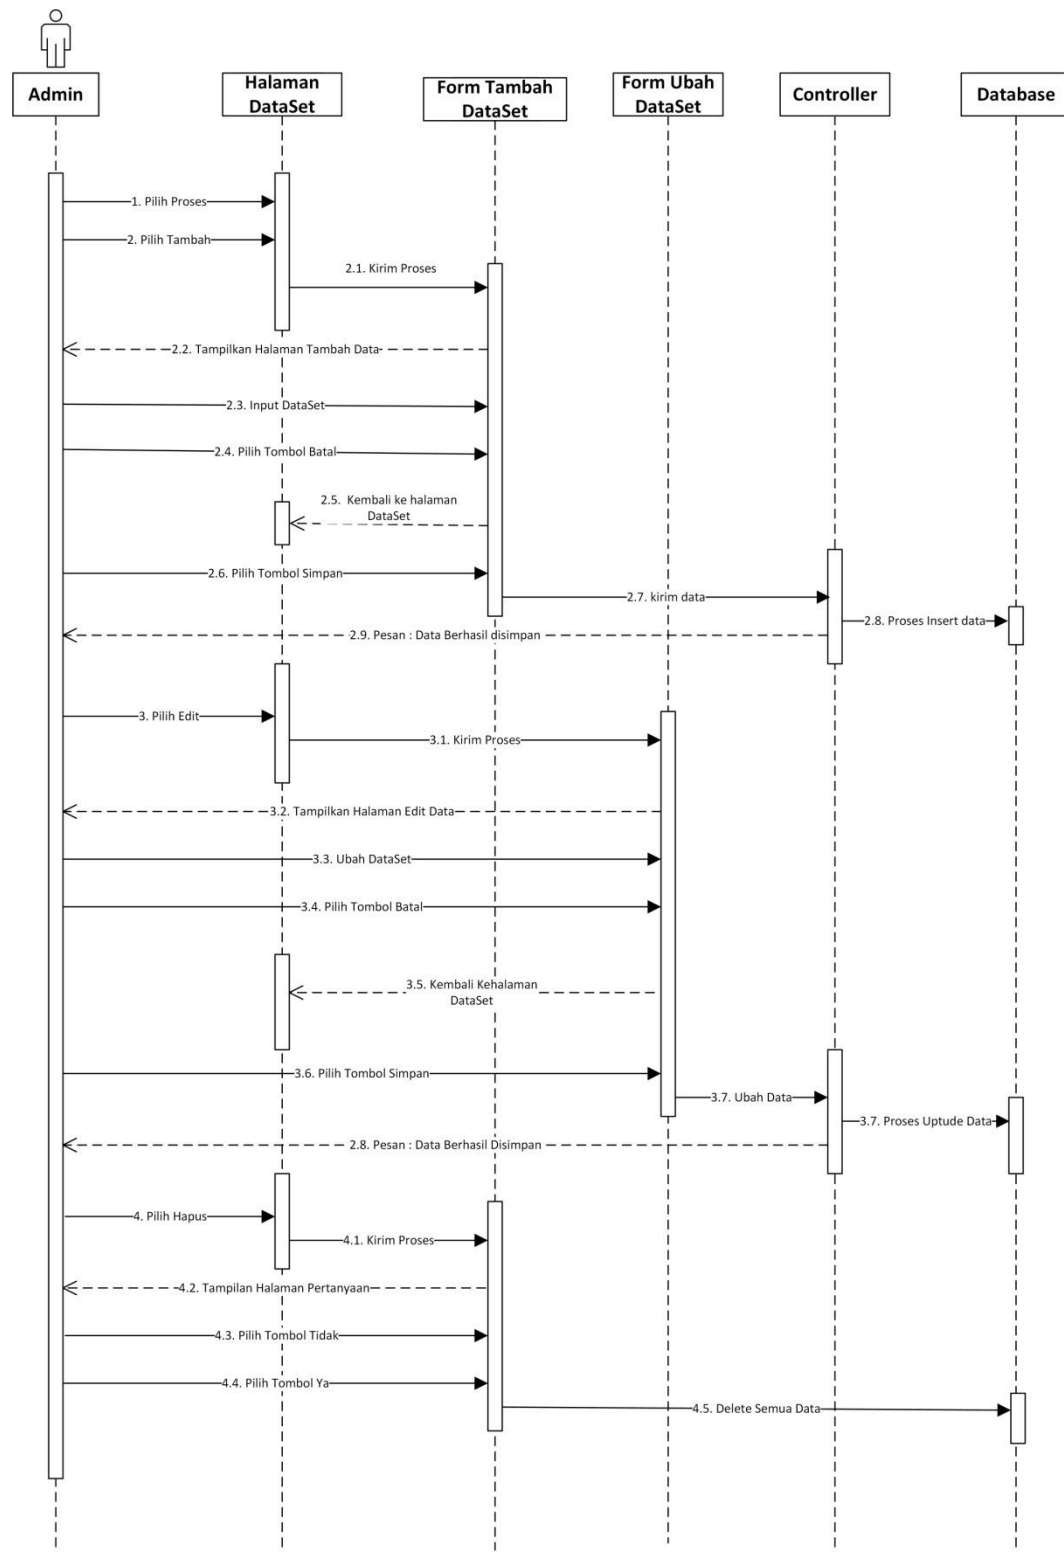 Admin
Halaman
DataSet
Form Tambah
DataSet
Form Ubah
DataSet
Controller
Database
1. Pilih Proses
2. Pilih Tambah
2.1. Kirim Proses
2.2. Tampilkan Halaman Tambah Data
2.3. Input DataSet
2.4. Pilih Tombol Batal
2.5. Kembali ke halaman
DataSet
2.6. Pilih Tombol Simpan
2.7. kirim data
2.8. Proses Insert data
2.9. Pesan : Data Berhasil disimpan
3. Pilih Edit
3.1. Kirim Proses
3.2. Tampilkan Halaman Edit Data
3.3. Ubah DataSet
3.4. Pilih Tombol Batal
3.5. Kembali Kehalaman
DataSet
3.6. Pilih Tombol Simpan
3.7. Ubah Data
3.7. Proses Uptude Data
2.8. Pesan : Data Berhasil Disimpan
4. Pilih Hapus
4.1. Kirim Proses
4.2. Tampilan Halaman Pertanyaan
4.3. Pilih Tombol Tidak
4.4. Pilih Tombol Ya
4.5. Delete Semua Data